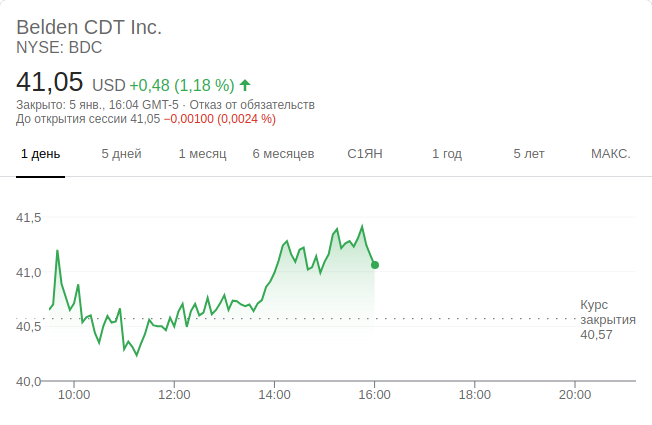 Belden CDT Inc.
NYSE: BDC
41,05 USD +0,48 (1,18 %)
Закрыто: 5 янв., 16:04 GMT-5 · Отказ от обязательств
До открытия сессии 41,05 −0,00100 (0,0024 %)
1 день 5 дней 1 месяц 6 месяцев С1ЯН 1 год 5 лет МАКС.
41,5
41,0
Курс
закрытия
40,57
40,5
40,0
10:00 12:00 14:00 16:00 18:00 20:00